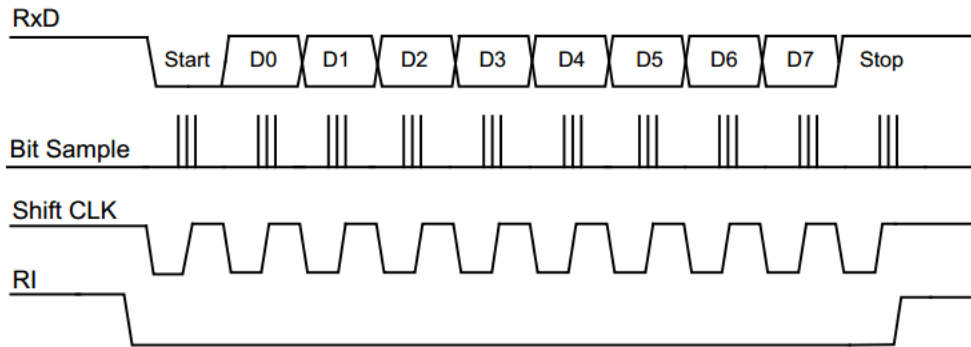 RxD
Start D0 D1 D2 D3 D4 D5 D6 D7 Stop
Bit Sample
Shift CLK
RI